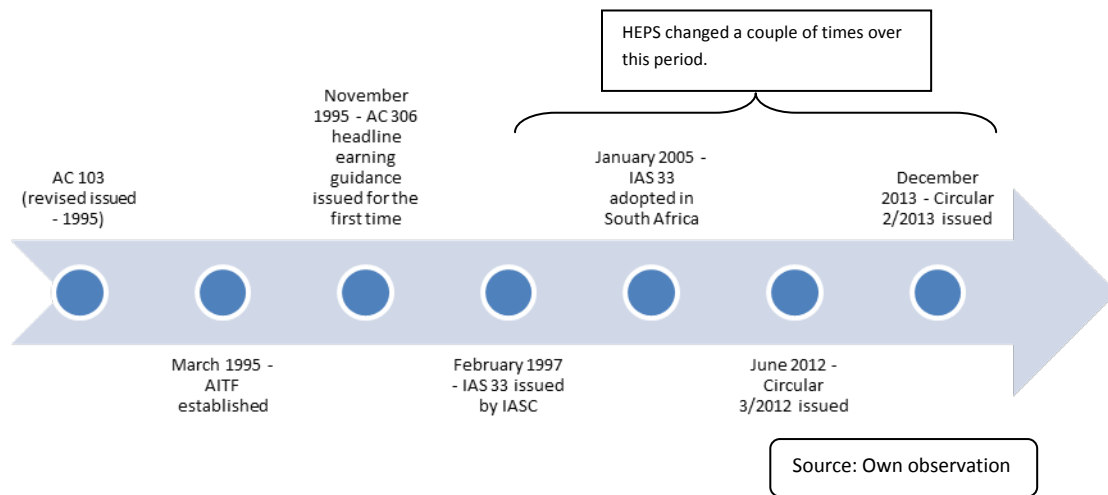 HEPS changed a couple of times over
this period.
November
1995 - AC 306
headline
earning
guidance
issued for the
first time
AC 103
(revised issued
- 1995)
January 2005 -
IAS 33
adopted in
South Africa
December
2013 - Circular
2/2013 issued
March 1995 -
AITF
established
February 1997
- IAS 33 issued
by IASC
June 2012 -
Circular
3/2012 issued
Source: Own observation